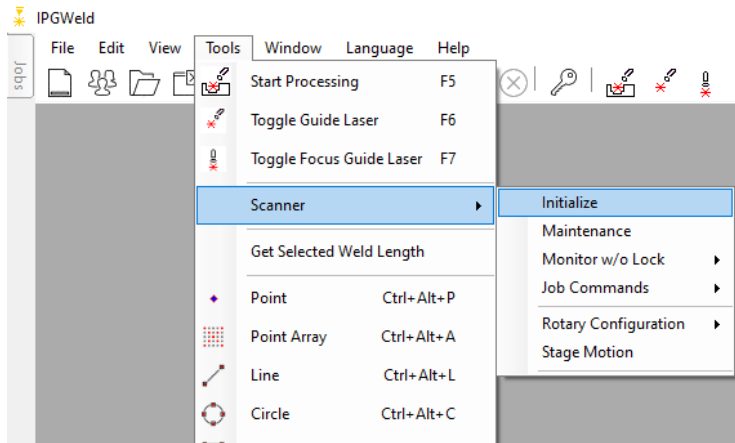 IPGWeld
File Edit View Tools Window Language Help
Jobs
Start Processing F5
Toggle Guide Laser F6
Toggle Focus Guide Laser F7
Scanner
Initialize
Maintenance
Monitor w/o Lock
Job Commands
Rotary Configuration
Stage Motion
Get Selected Weld Length
Point Ctrl+Alt+P
Point Array Ctrl+Alt+A
Line Ctrl+Alt+L
Circle Ctrl+Alt+C